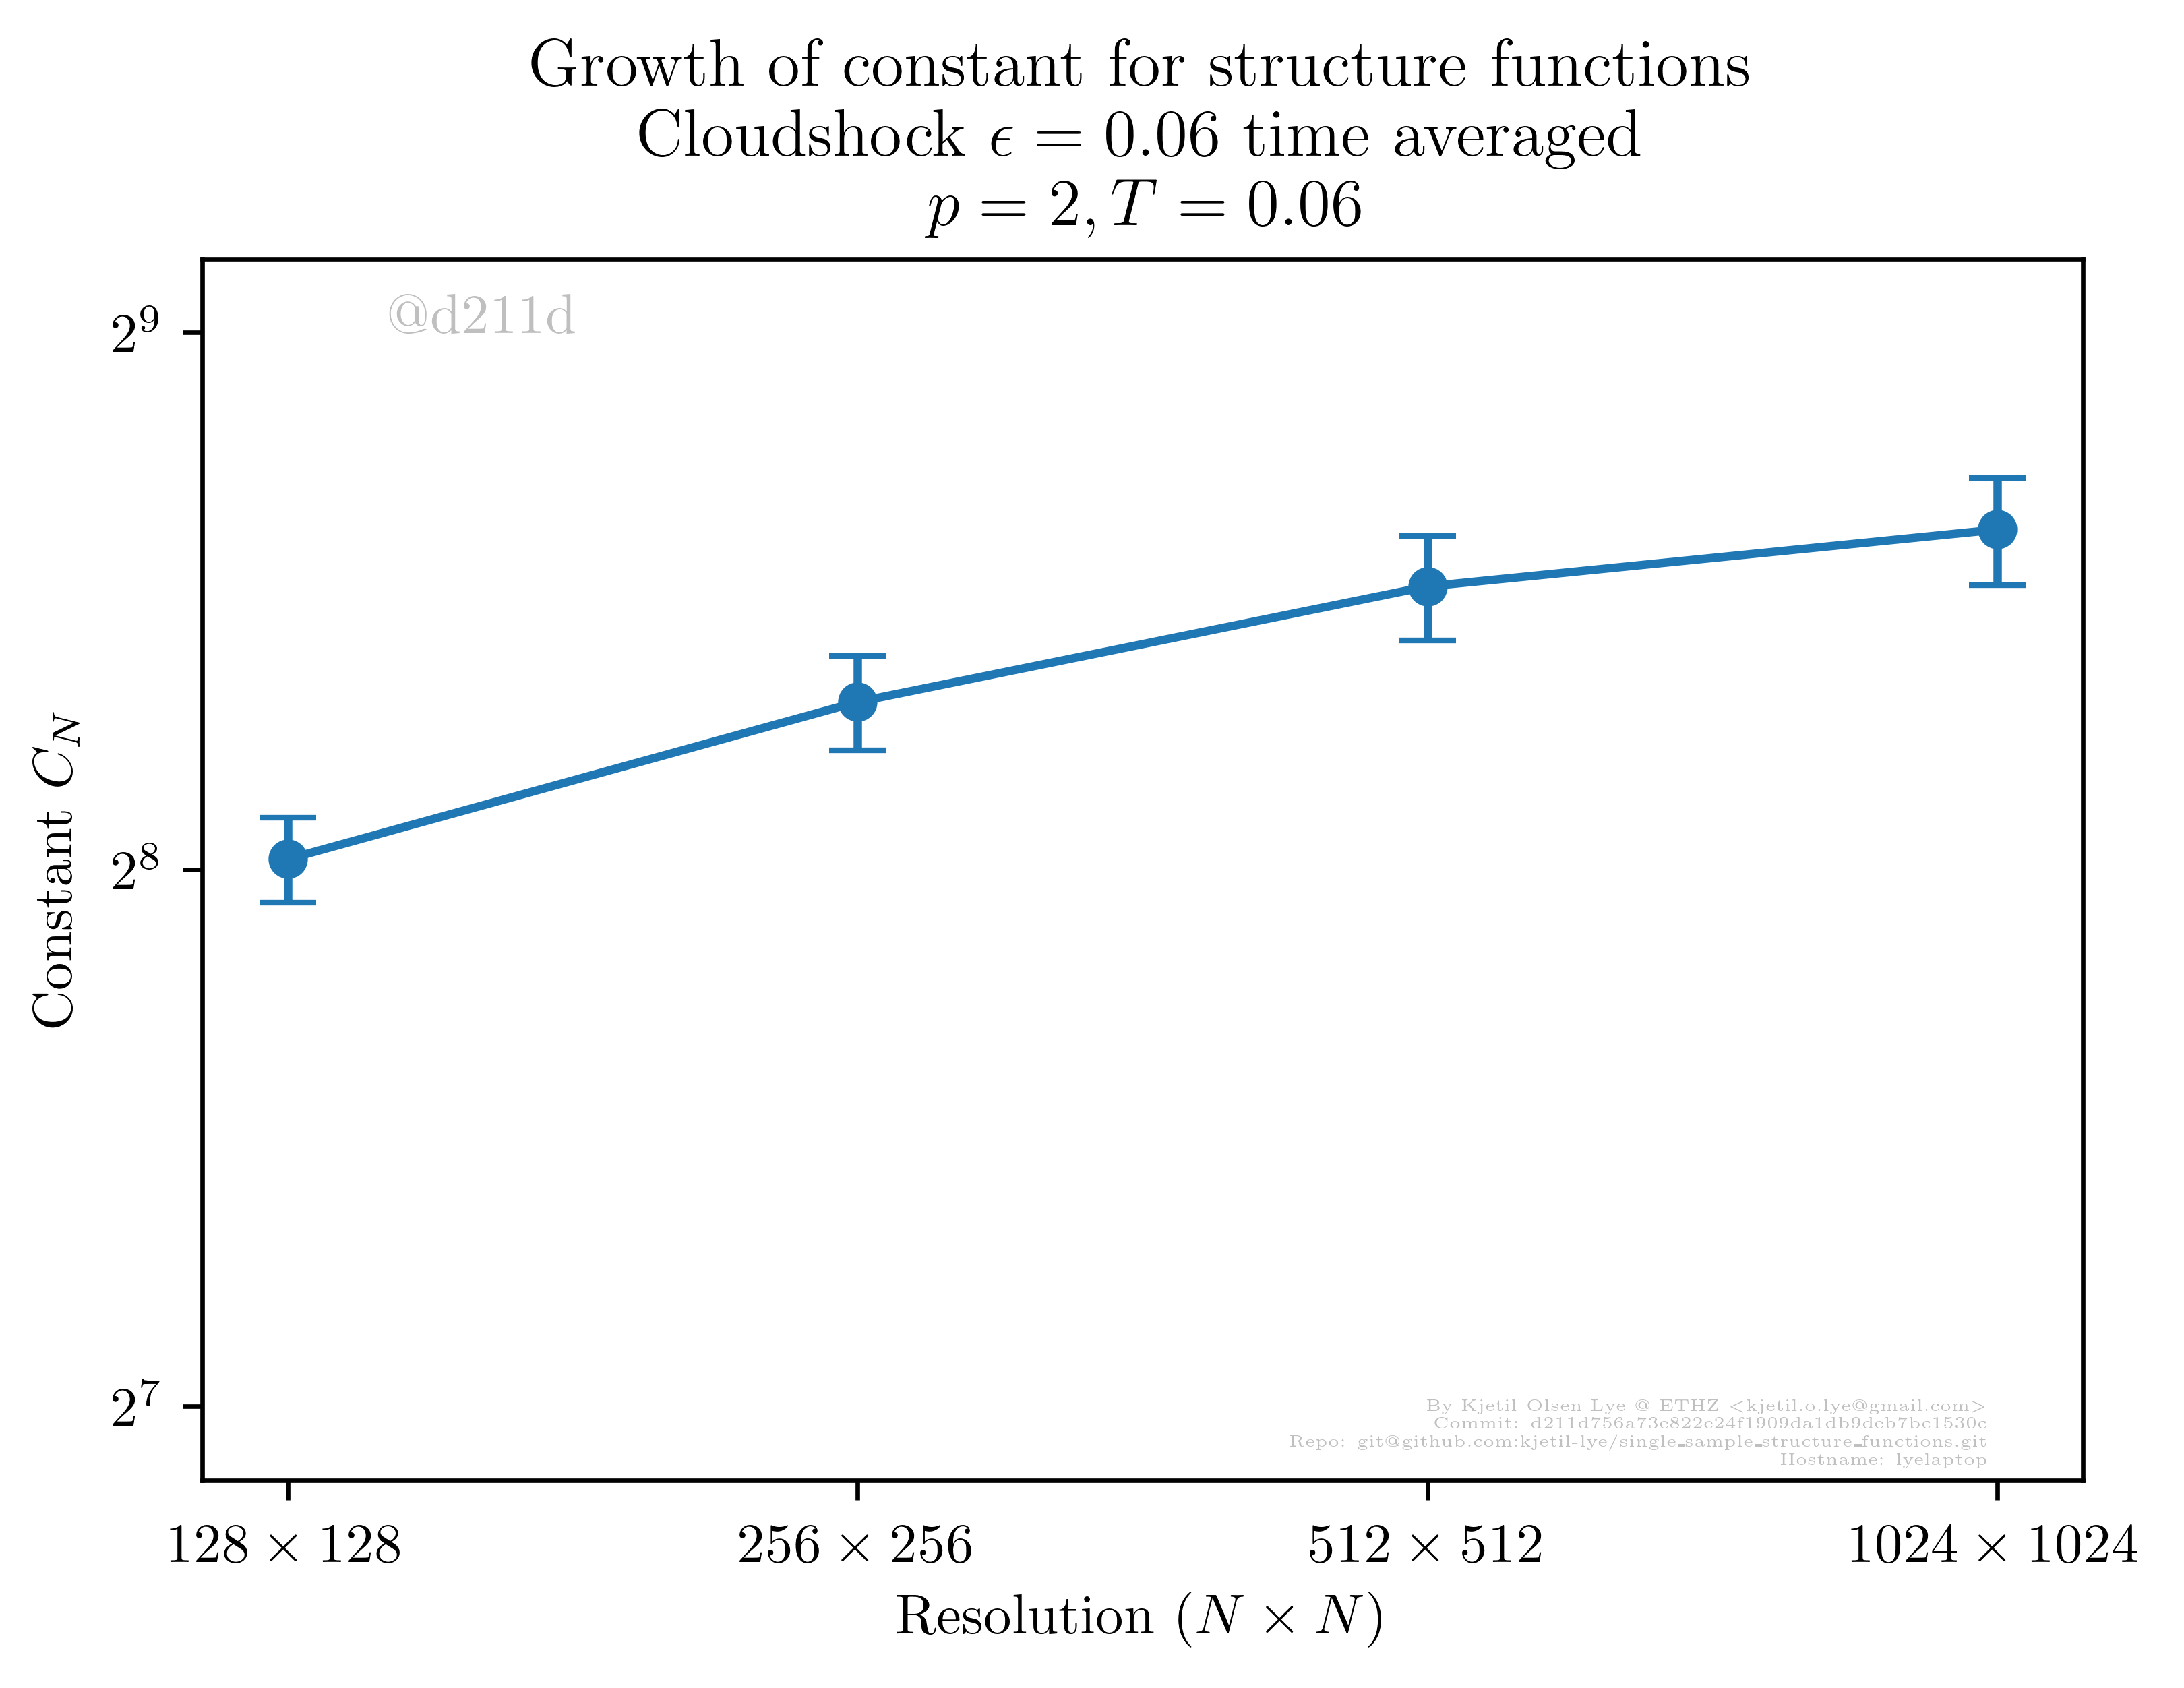 Growth of constant for structure functions
Cloudshock ϵ = 0.06 time averaged
p = 2, T = 0.06
@d211d
2⁹
2⁸
2⁷
Constant C_N
By Kjetil Olsen Lye @ ETHZ <kjetil.o.lye@gmail.com>
Commit: d211d756a73e822e24f1909da1db9deb7bc1530c
Repo: git@github.com:kjetil-lye/single_sample_structure_functions.git
Hostname: lyelaptop
128 × 128
256 × 256
512 × 512
1024 × 1024
Resolution (N × N)